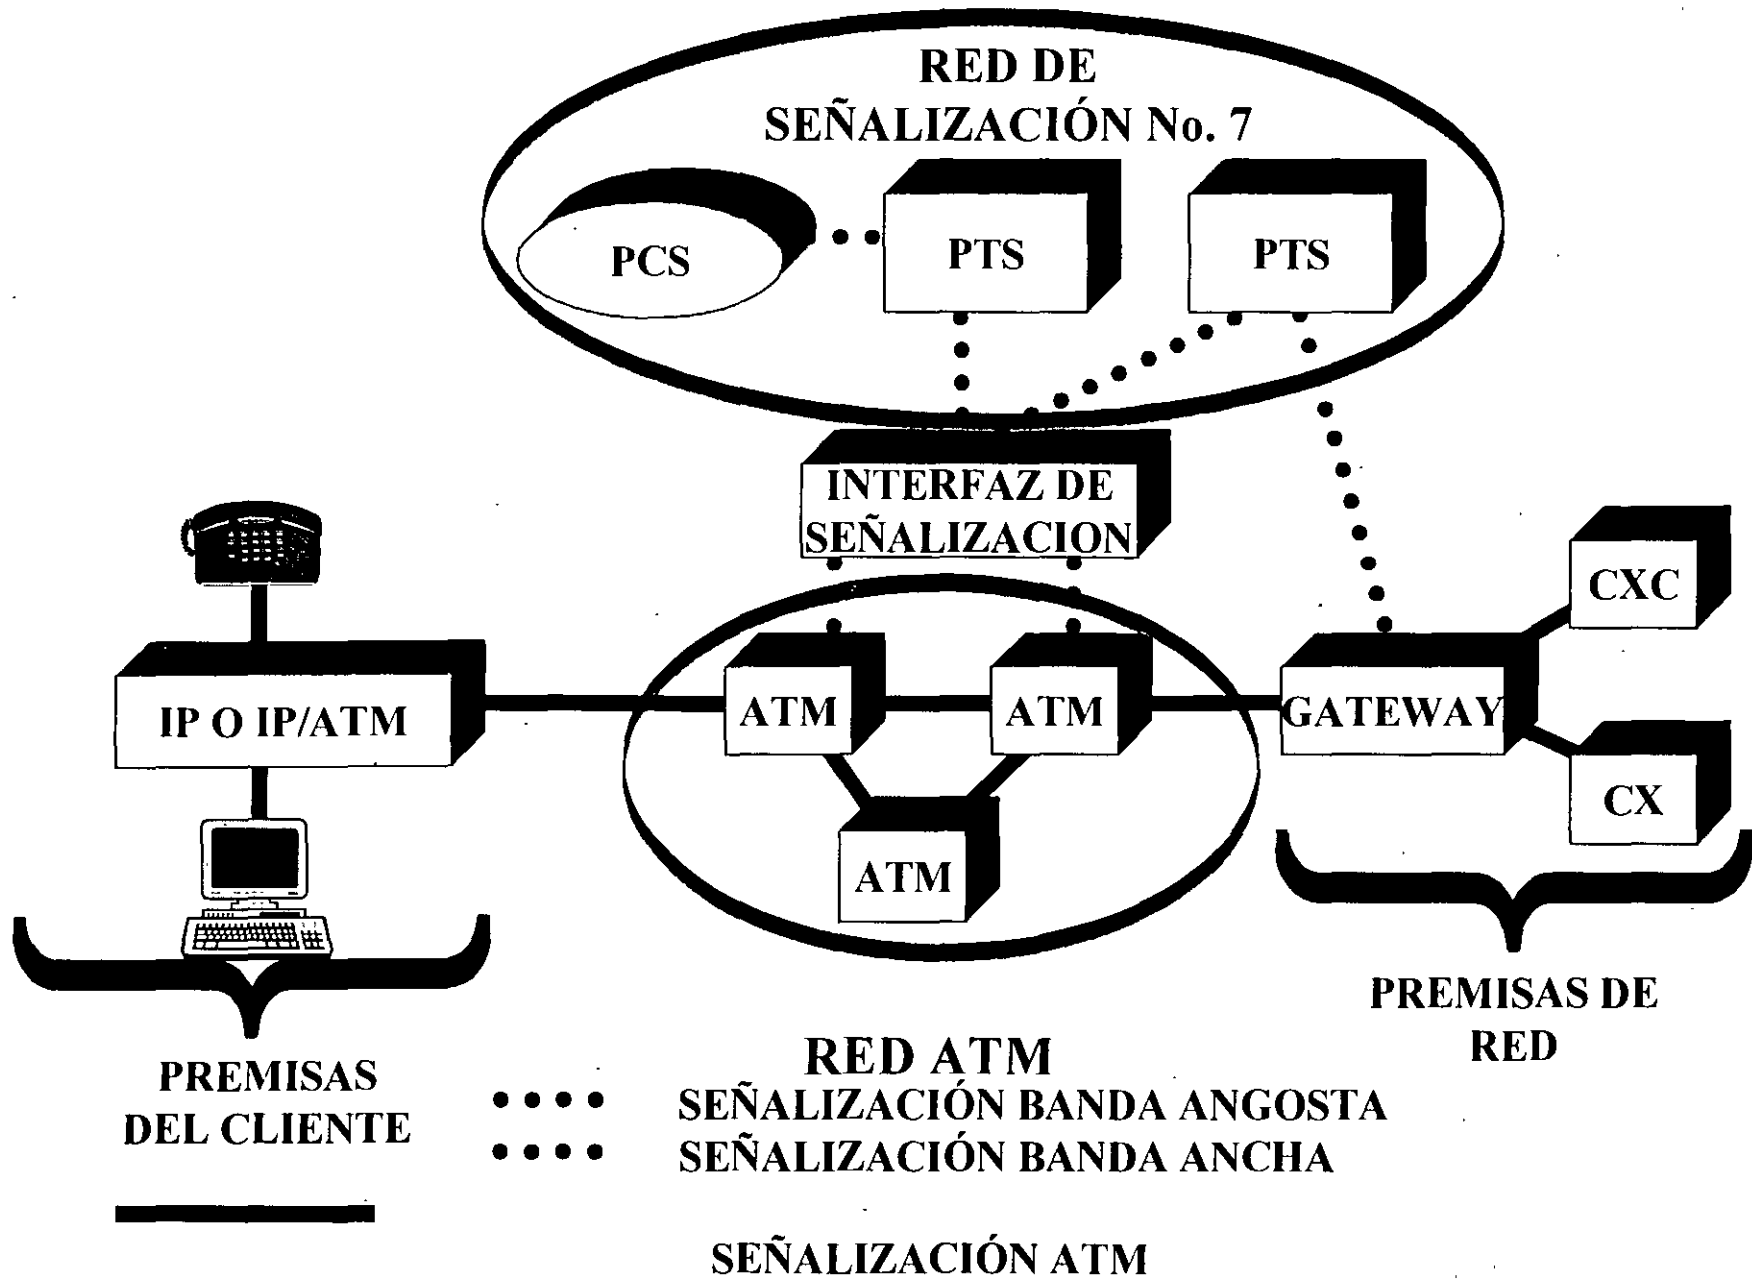 RED DE
SEÑALIZACIÓN No. 7
PCS
PTS
PTS
INTERFAZ DE
SEÑALIZACION
CXC
IP O IP/ATM
ATM
ATM
GATEWAY
CX
ATM
PREMISAS DE
RED
PREMISAS
DEL CLIENTE
RED ATM
SEÑALIZACIÓN BANDA ANGOSTA
SEÑALIZACIÓN BANDA ANCHA
SEÑALIZACIÓN ATM